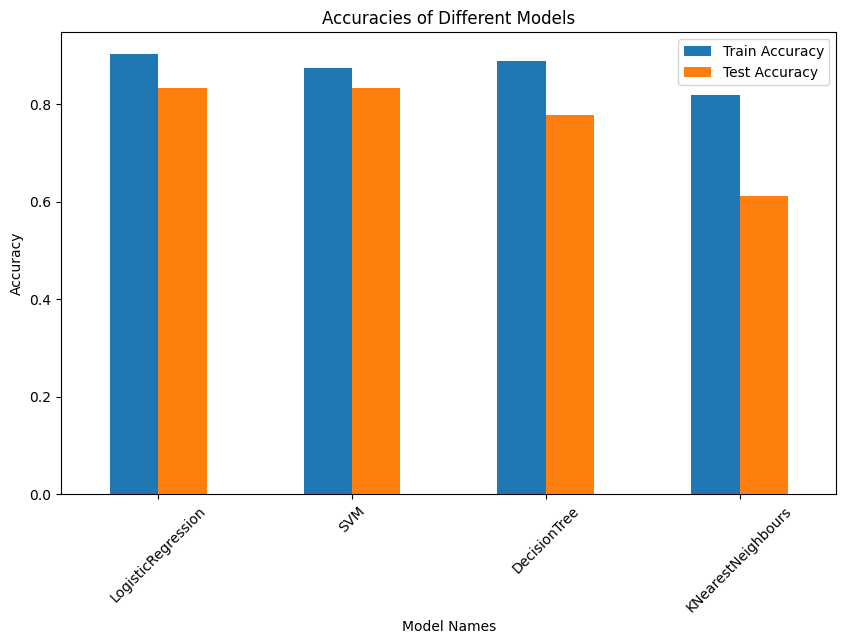 Accuracies of Different Models
Train Accuracy
Test Accuracy
Accuracy
0.8
0.6
0.4
0.2
0.0
LogisticRegression
SVM
DecisionTree
KNearestNeighbours
Model Names